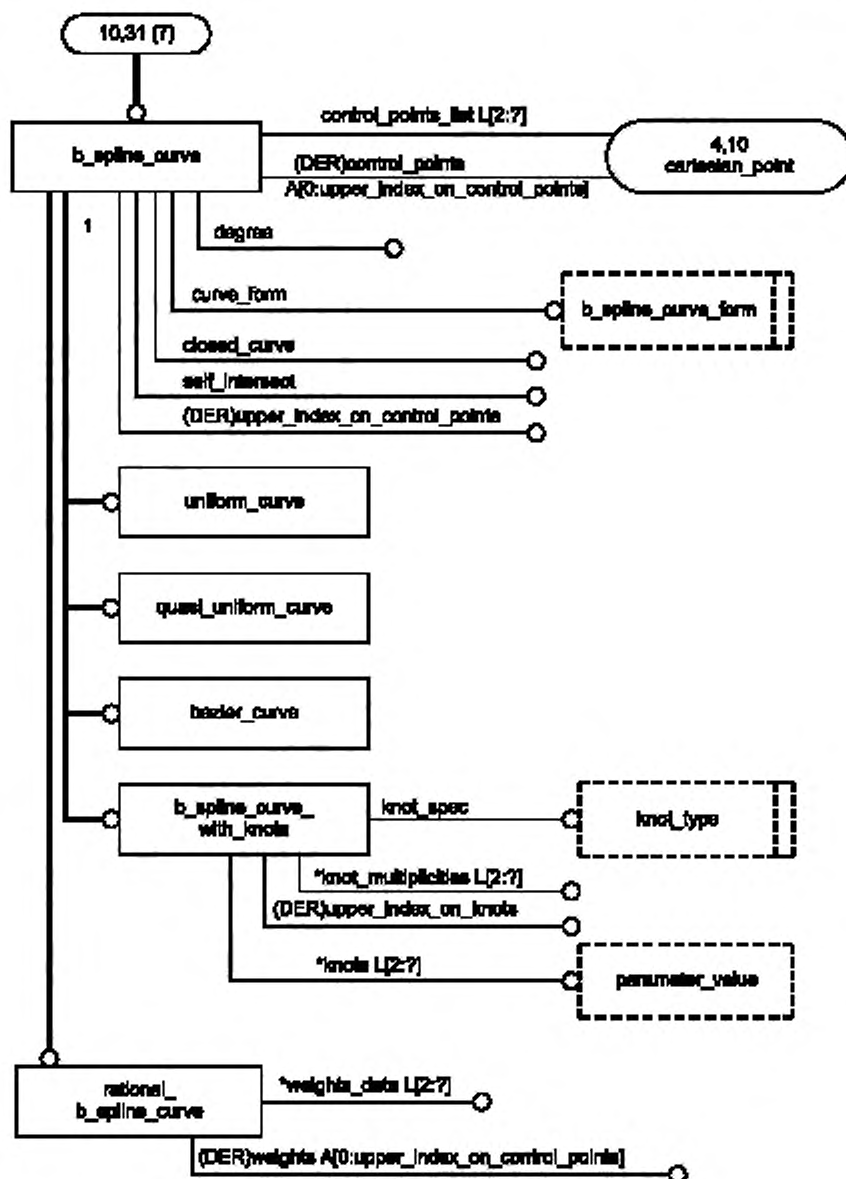 10,31 (7)
control_points_list L[2:?]
b_spline_curve
4,10
cartesian_point
(DER)control_points
A[0:upper_index_on_control_points]
1
degree
curve_form
b_spline_curve_form
closed_curve
self_intersect
(DER)upper_index_on_control_points
uniform_curve
quasi_uniform_curve
bezier_curve
b_spline_curve_
with_knots
knot_spec
knot_type
*knot_multiplicities L[2:?]
(DER)upper_index_on_knots
*knots L[2:?]
parameter_value
rational_
b_spline_curve
*weights_data L[2:?]
(DER)weights A[0:upper_index_on_control_points]